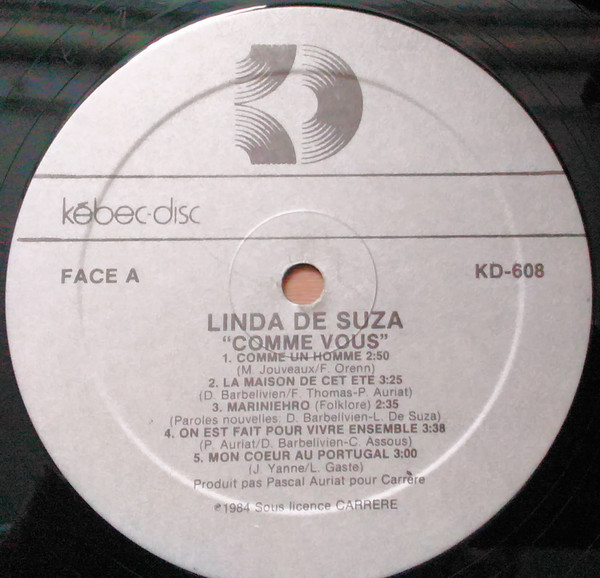 kébec-disc
FACE A
KD-608
LINDA DE SUZA
“COMME VOUS”
1. COMME UN HOMME 2:50
(M. Jouveaux/F. Orenn)
2. LA MAISON DE CET ETE 3:25
(D. Barbelivien/F. Thomas-P. Auriat)
3. MARINIEHRO (Folklore) 2:35
(Paroles nouvelles: D. Barbelivien-L. De Suza)
4. ON EST FAIT POUR VIVRE ENSEMBLE 3:38
(P. Auriat/D. Barbelivien-C. Assous)
5. MON COEUR AU PORTUGAL 3:00
(J. Yanne/L. Gaste)
Produit pas Pascal Auriat pour Carrère
℗1984 Sous licence CARRERE